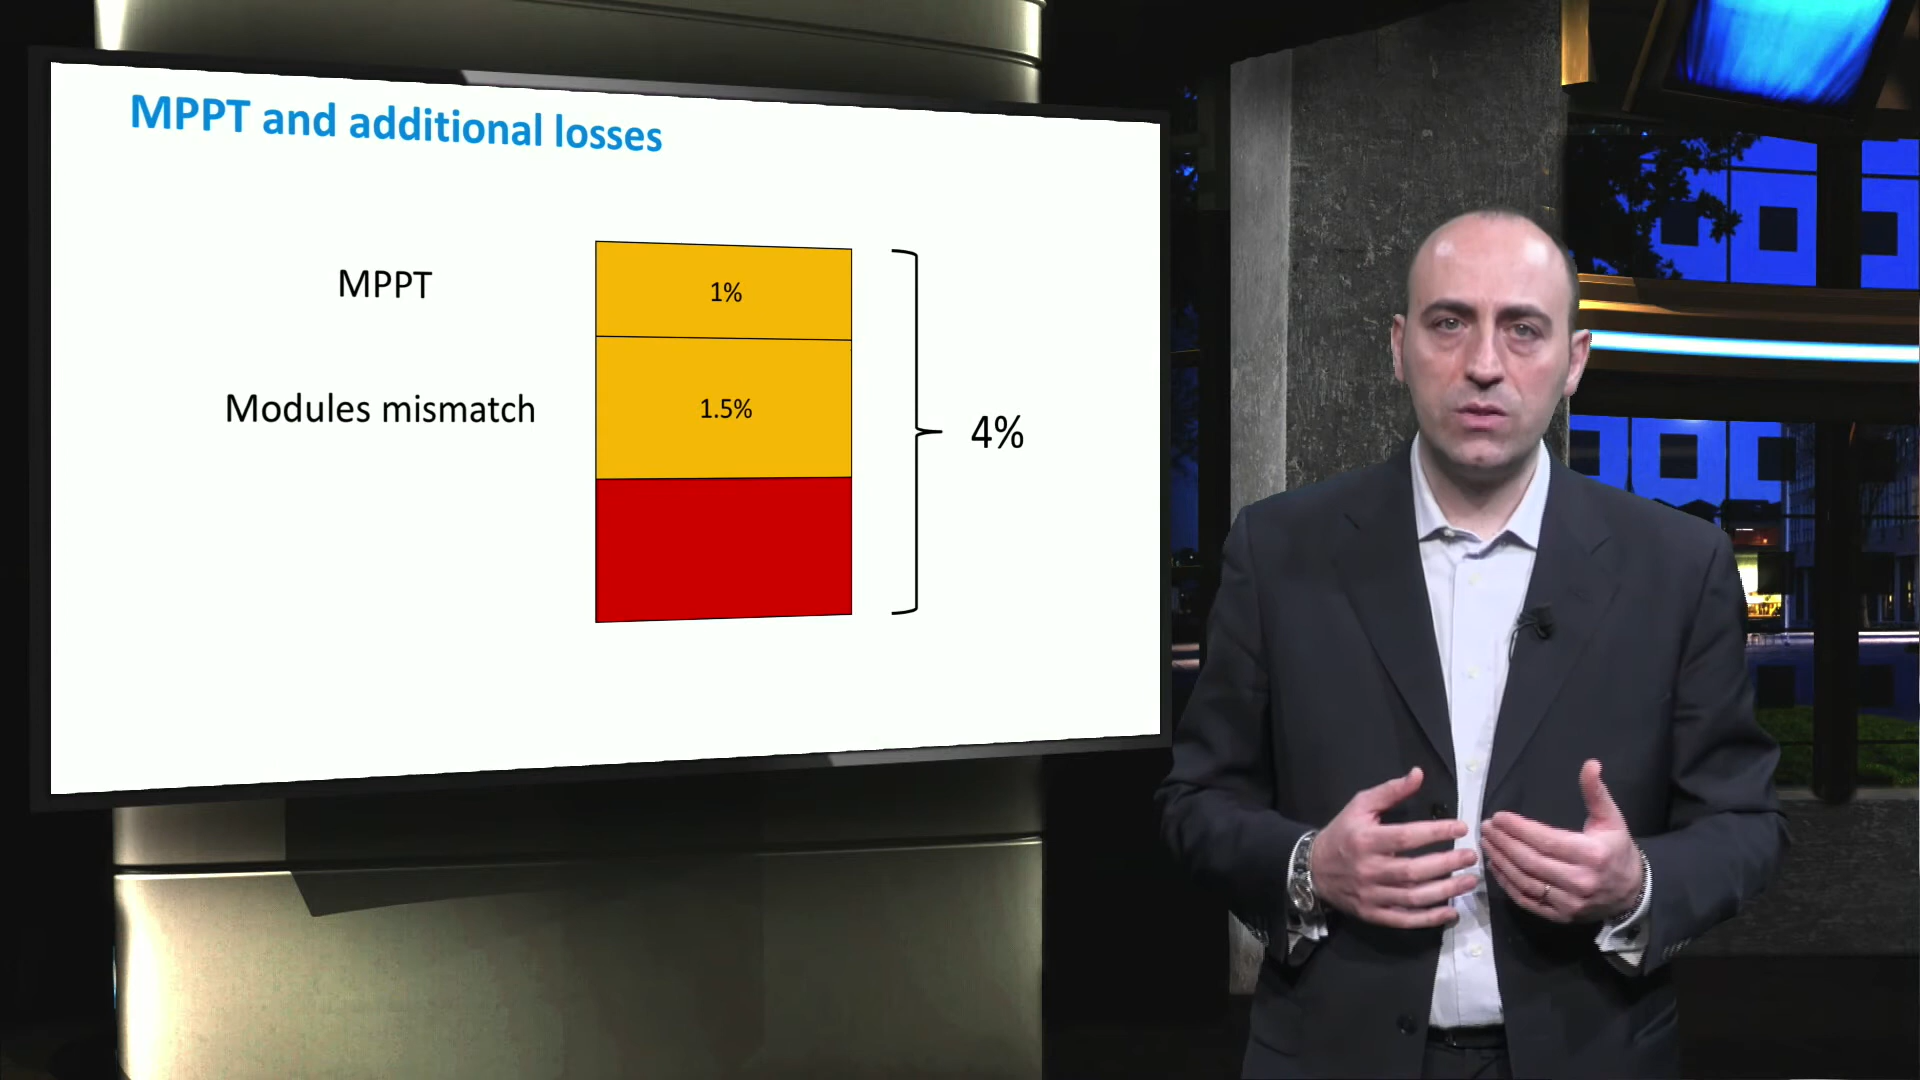 MPPT and additional losses
MPPT
1%
Modules mismatch
1.5%
4%